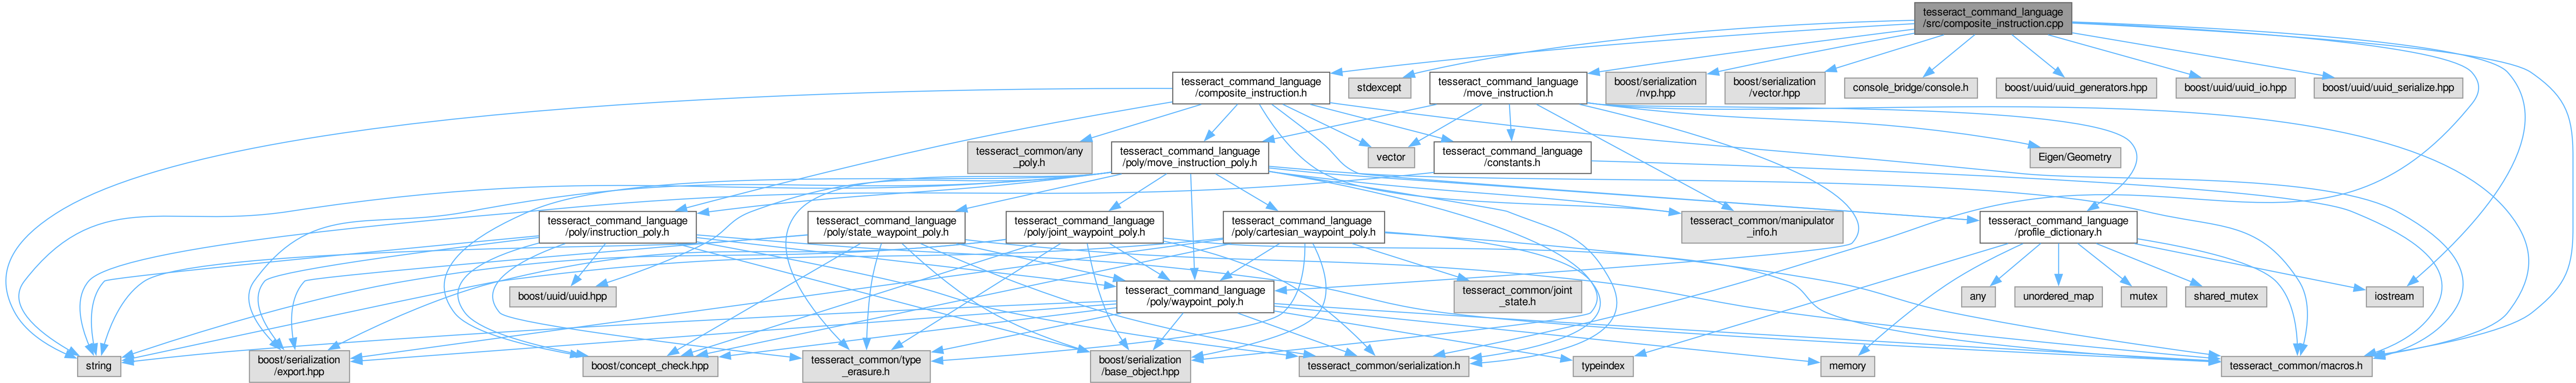 tesseract_command_language
/src/composite_instruction.cpp
tesseract_command_language
/composite_instruction.h
stdexcept
tesseract_command_language
/move_instruction.h
boost/serialization
/nvp.hpp
boost/serialization
/vector.hpp
console_bridge/console.h
boost/uuid/uuid_generators.hpp
boost/uuid/uuid_io.hpp
boost/uuid/uuid_serialize.hpp
tesseract_common/any
_poly.h
tesseract_command_language
/poly/move_instruction_poly.h
vector
tesseract_command_language
/constants.h
Eigen/Geometry
tesseract_command_language
/poly/instruction_poly.h
tesseract_command_language
/poly/state_waypoint_poly.h
tesseract_command_language
/poly/joint_waypoint_poly.h
tesseract_command_language
/poly/cartesian_waypoint_poly.h
tesseract_common/manipulator
_info.h
tesseract_command_language
/profile_dictionary.h
boost/uuid/uuid.hpp
tesseract_command_language
/poly/waypoint_poly.h
tesseract_common/joint
_state.h
any
unordered_map
mutex
shared_mutex
iostream
string
boost/serialization
/export.hpp
boost/concept_check.hpp
tesseract_common/type
_erasure.h
boost/serialization
/base_object.hpp
tesseract_common/serialization.h
typeindex
memory
tesseract_common/macros.h